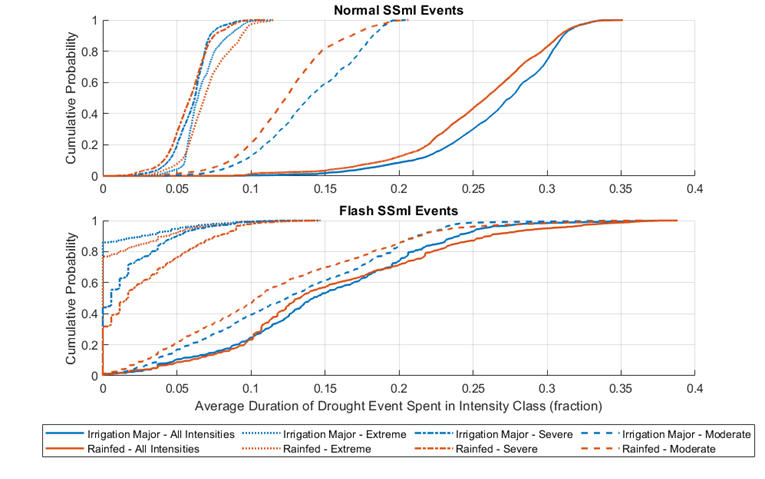 Normal SSmI Events
Cumulative Probability
1
0.8
0.6
0.4
0.2
0
0 0.05 0.1 0.15 0.2 0.25 0.3 0.35 0.4
Flash SSmI Events
Cumulative Probability
1
0.8
0.6
0.4
0.2
0
0 0.05 0.1 0.15 0.2 0.25 0.3 0.35 0.4
Average Duration of Drought Event Spent in Intensity Class (fraction)
Irrigation Major - All Intensities Irrigation Major - Extreme Irrigation Major - Severe Irrigation Major - Moderate
Rainfed - All Intensities Rainfed - Extreme Rainfed - Severe Rainfed - Moderate